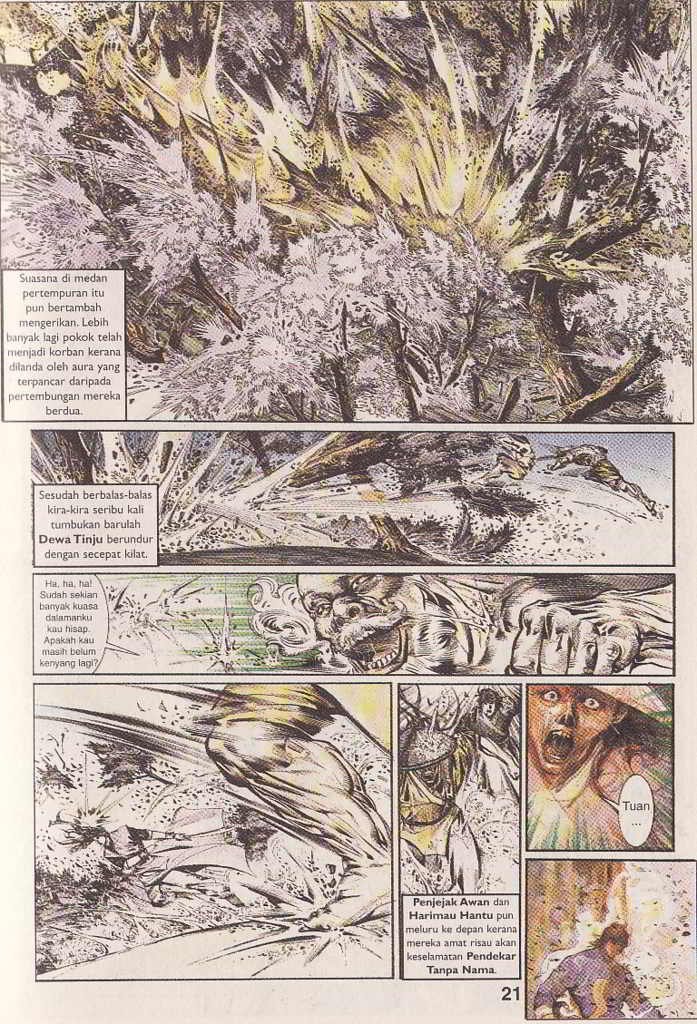 Suasana di medan
pertempuran itu
pun bertambah
mengerikan. Lebih
banyak lagi pokok telah
menjadi korban kerana
dilanda oleh aura yang
terpancar daripada
pertembungan mereka
berdua.
Sesudah berbalas-balas
kira-kira seribu kali
tumbukan barulah
Dewa Tinju berundur
dengan secepat kilat.
Ha, ha, ha!
Sudah sekian
banyak kuasa
dalamanku
kau hisap.
Apakah kau
masih belum
kenyang lagi?
Penjejak Awan dan
Harimau Hantu pun
meluru ke depan kerana
mereka amat risau akan
keselamatan Pendekar
Tanpa Nama.
Tuan
...
21